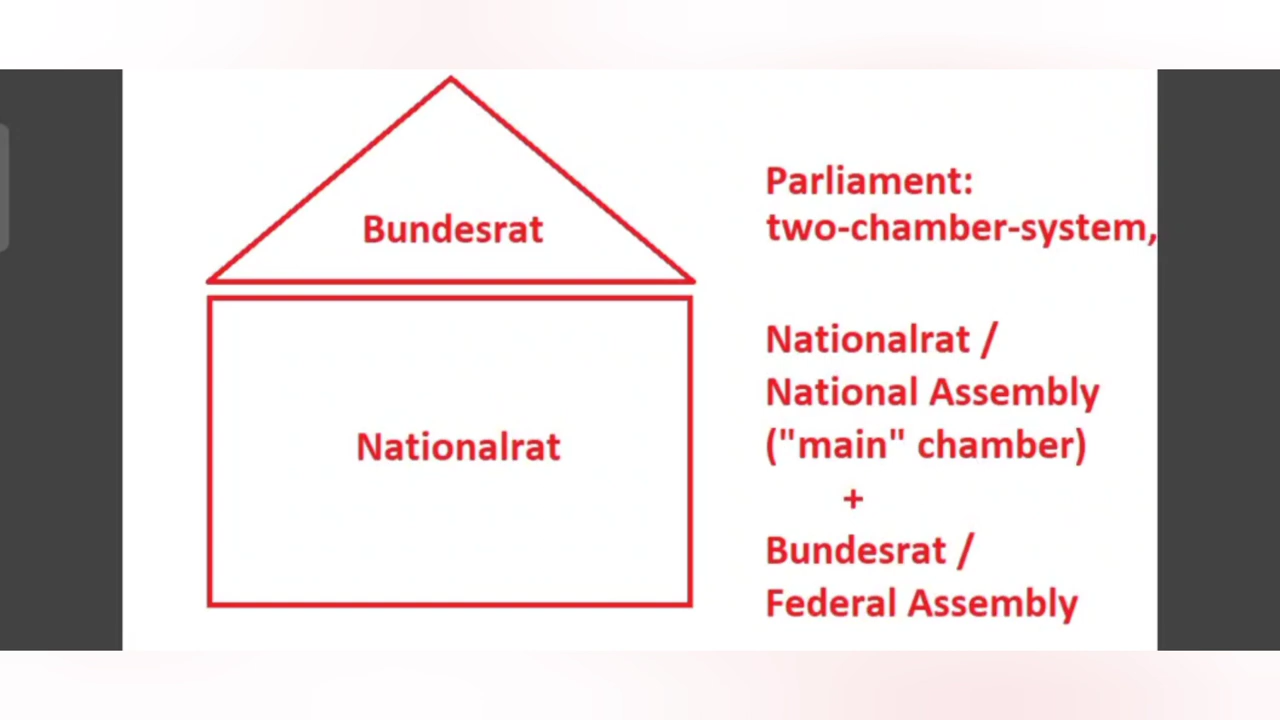 Bundesrat
Nationalrat
Parliament:
two-chamber-system,
Nationalrat /
National Assembly
("main" chamber)
+
Bundesrat /
Federal Assembly